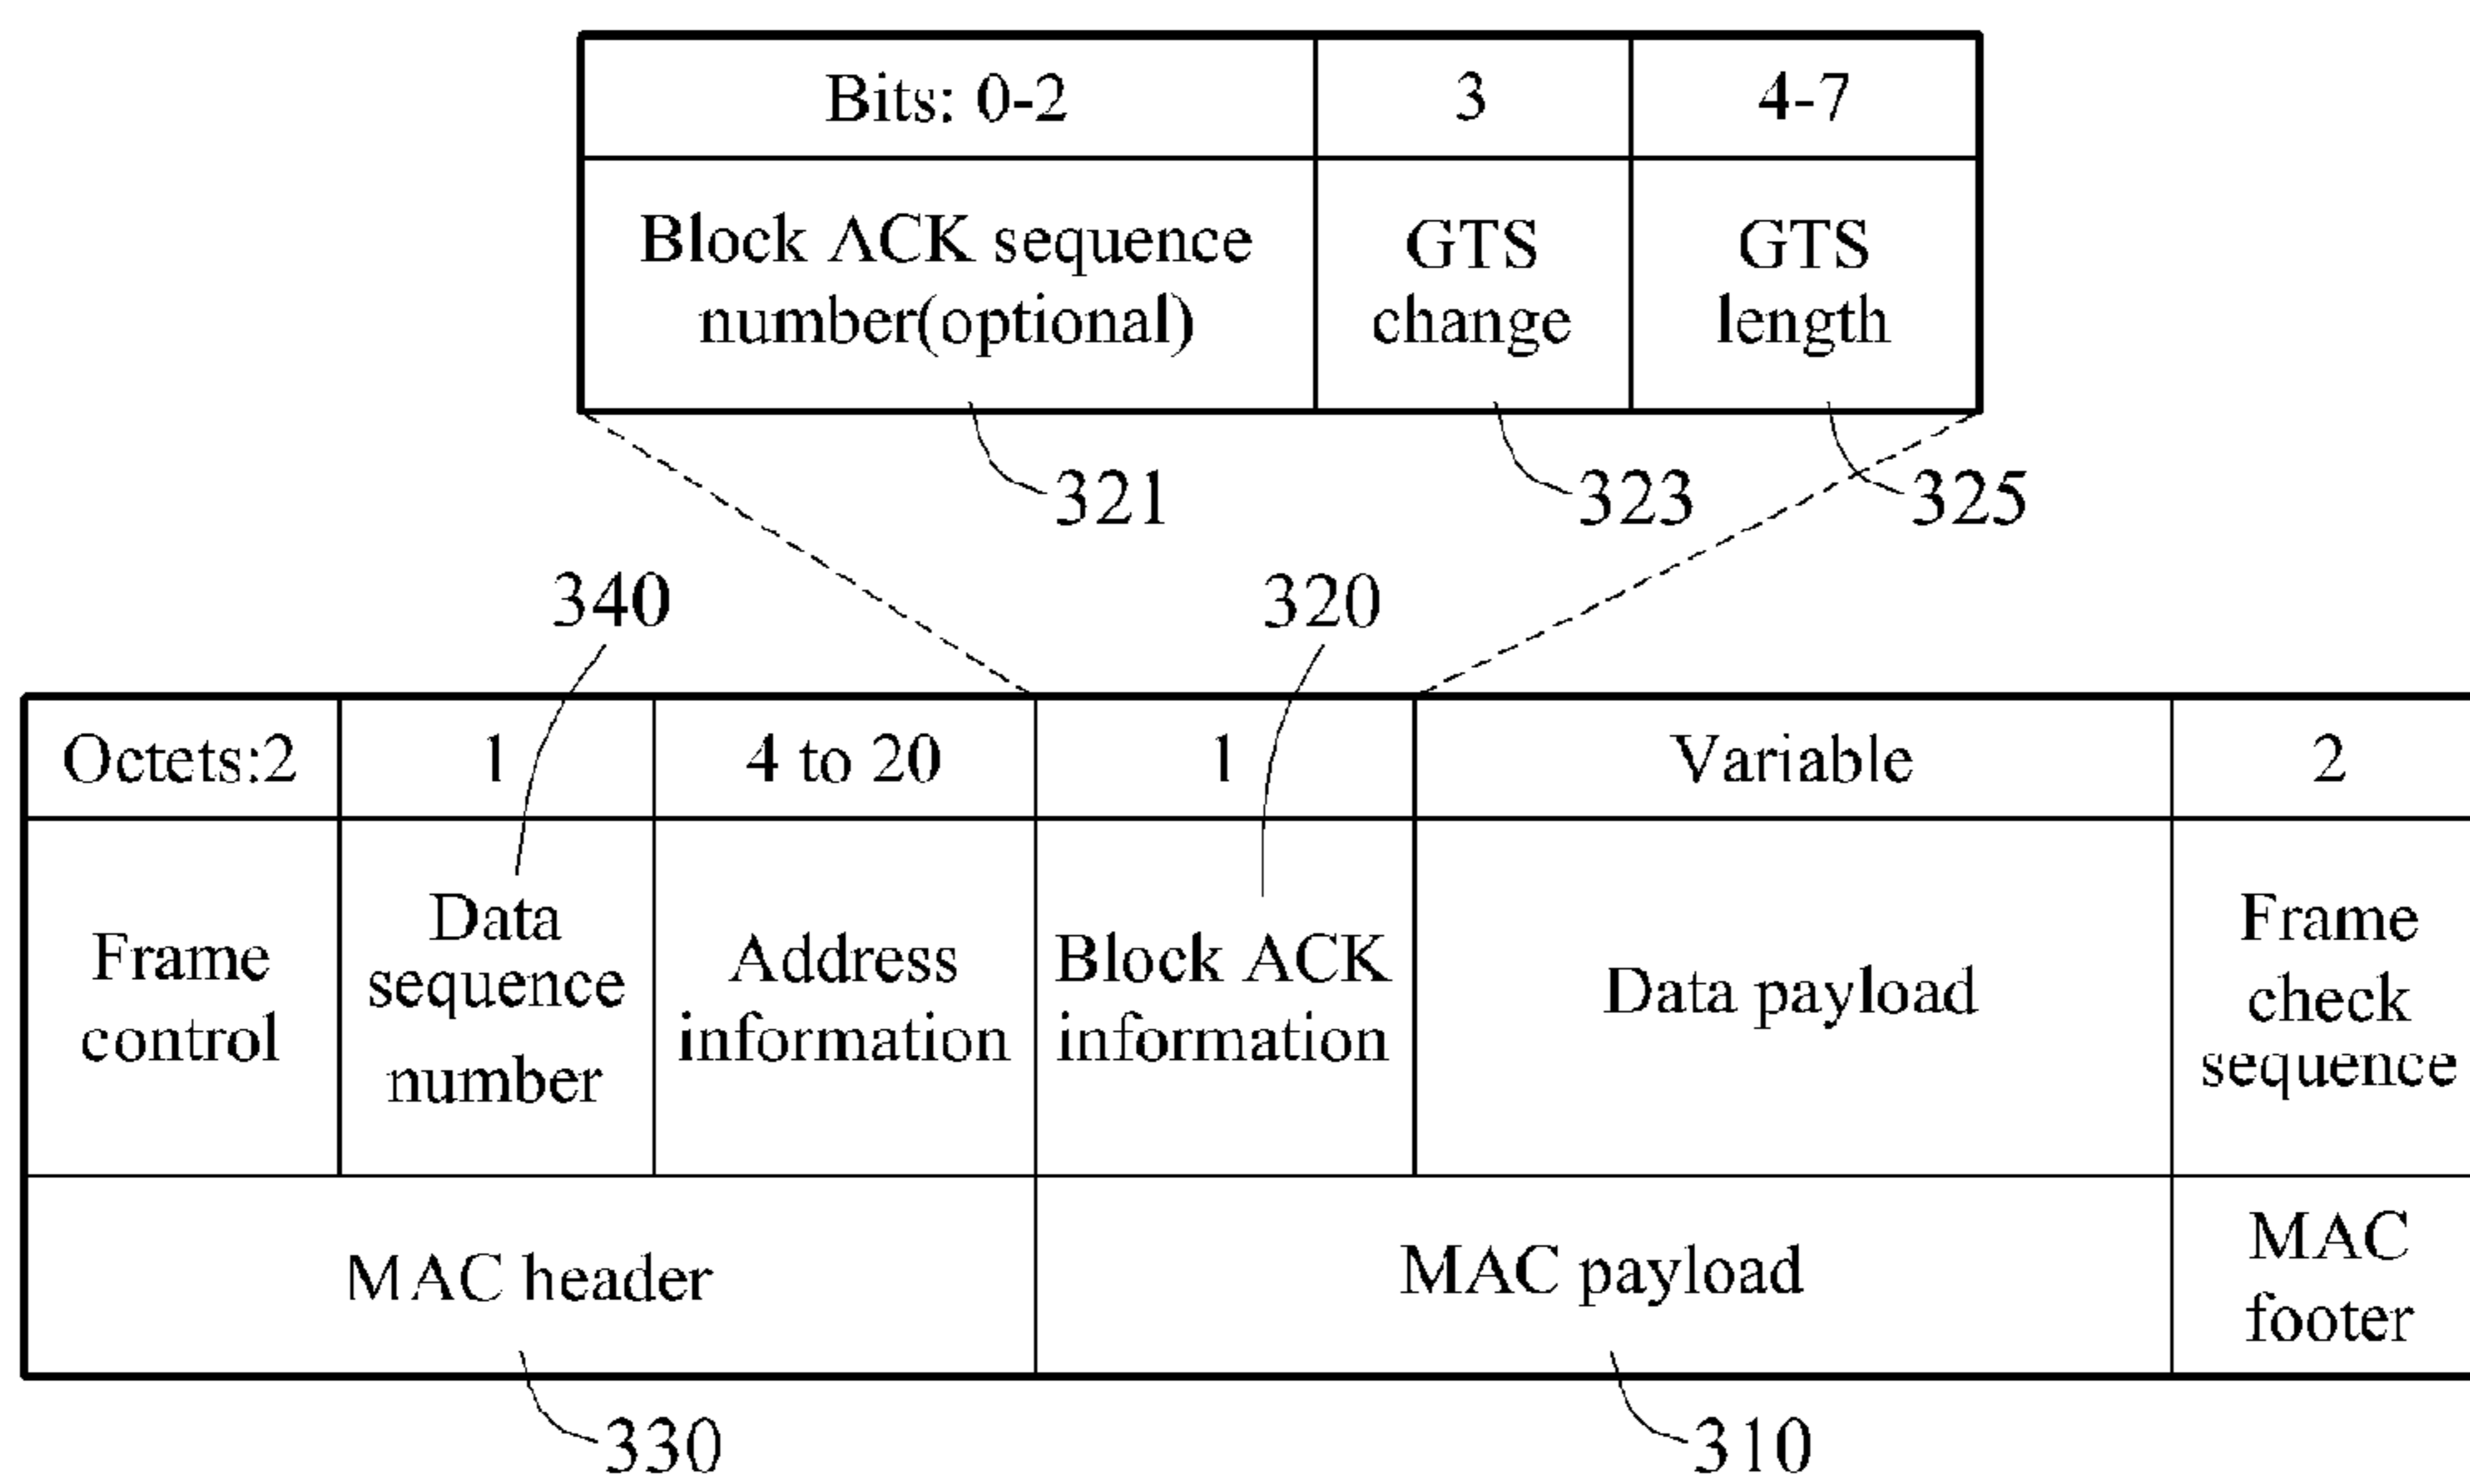 Bits: 0-2 3 4-7
Block ACK sequence number(optional)
GTS change
GTS length
321 323 325
340 320
Octets:2 1 4 to 20 1 Variable 2
Frame control
Data sequence number
Address information
Block ACK information
Data payload
Frame check sequence
MAC header
MAC payload
MAC footer
330 310